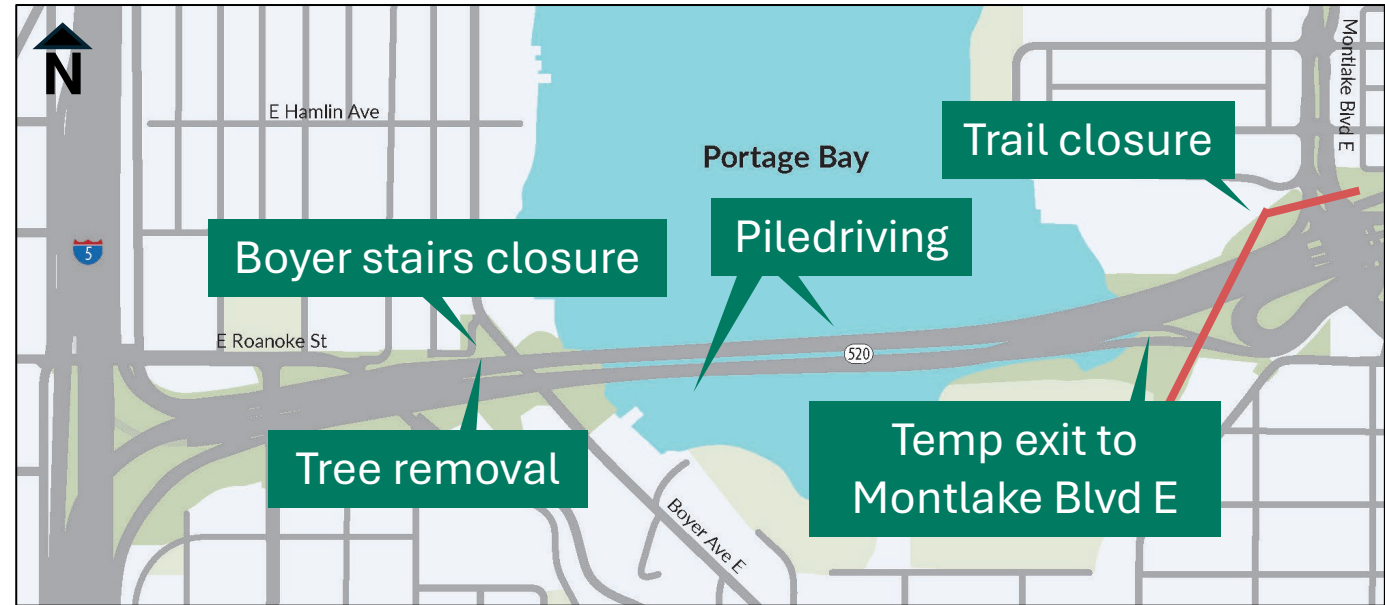 N
E Hamlin Ave
Portage Bay
Trail closure
Montlake Blvd E
Boyer stairs closure
Piledriving
5
E Roanoke St
520
Tree removal
Temp exit to
Montlake Blvd E
Boyer Ave E